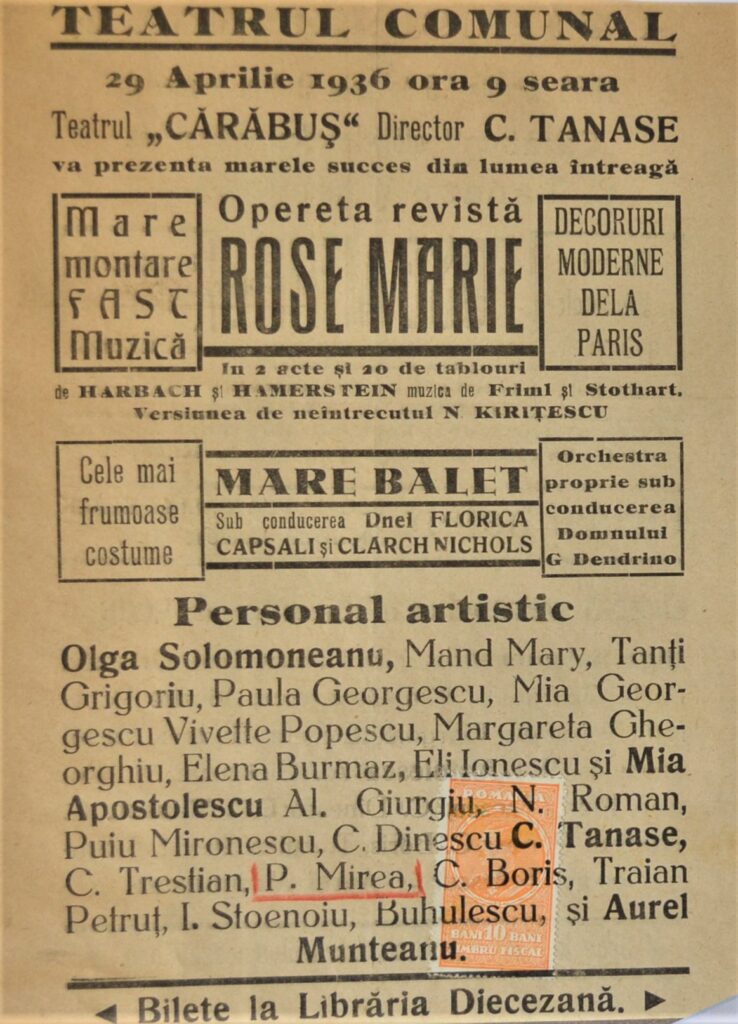 TEATRUL COMUNAL
29 Aprilie 1936 ora 9 seara
Teatrul „CĂRĂBUŞ“ Director C. TANASE
va prezenta marele succes din lumea întreagă
Mare
montare
FAST
Muzică
Opereta revistă
ROSE MARIE
DECORURI
MODERNE
DELA
PARIS
In 2 acte şi 20 de tablouri
de HARBACH şi HAMERSTEIN muzica de Friml şi Stothart.
Versiunea de neîntrecutul N. KIRIŢESCU
Cele mai
frumoase
costume
MARE BALET
Sub conducerea Dnei FLORICA
CAPSALI şi CLARCH NICHOLS
Orchestra
proprie sub
conducerea
Domnului
G Dendrino
Personal artistic
Olga Solomoneanu, Mand Mary, Tanţi
Grigoriu, Paula Georgescu, Mia Geor-
gescu Vivette Popescu, Margareta Ghe-
orghiu, Elena Burmaz, Eli Ionescu şi Mia
Apostolescu Al. Giurgiu, N. Roman,
Puiu Mironescu, C. Dinescu C. Tanase,
C. Trestian, P. Mirea, C. Boris, Traian
Petruţ, I. Stoenoiu, Buhulescu, şi Aurel
Munteanu.
ROMANIA
BANI 10 BANI
TIMBRU FISCAL
◄ Bilete la Librăria Diecezană. ►